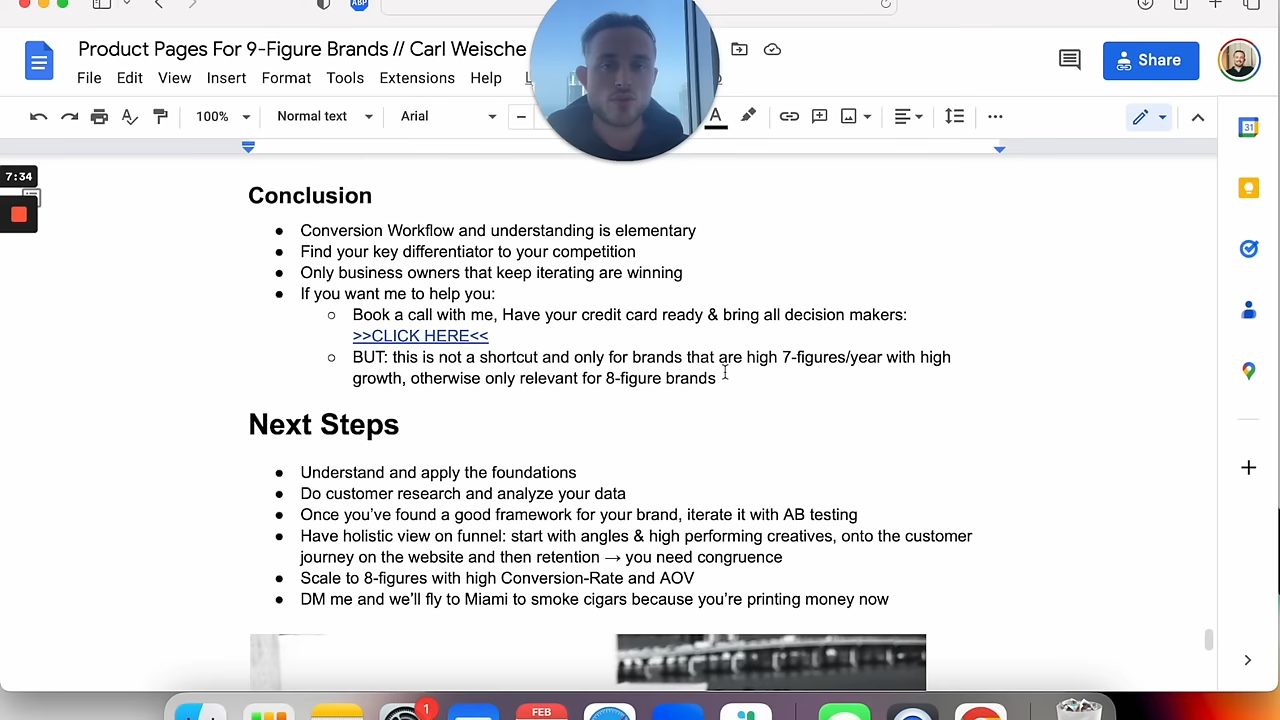 Product Pages For 9-Figure Brands // Carl Weische
File Edit View Insert Format Tools Extensions Help
Share
100% Normal text Arial
7:34
Conclusion
● Conversion Workflow and understanding is elementary
● Find your key differentiator to your competition
● Only business owners that keep iterating are winning
● If you want me to help you:
○ Book a call with me, Have your credit card ready & bring all decision makers:
>>CLICK HERE<<
○ BUT: this is not a shortcut and only for brands that are high 7-figures/year with high
growth, otherwise only relevant for 8-figure brands
Next Steps
● Understand and apply the foundations
● Do customer research and analyze your data
● Once you've found a good framework for your brand, iterate it with AB testing
● Have holistic view on funnel: start with angles & high performing creatives, onto the customer
journey on the website and then retention → you need congruence
● Scale to 8-figures with high Conversion-Rate and AOV
● DM me and we'll fly to Miami to smoke cigars because you're printing money now
ABP
A
31
1
FEB